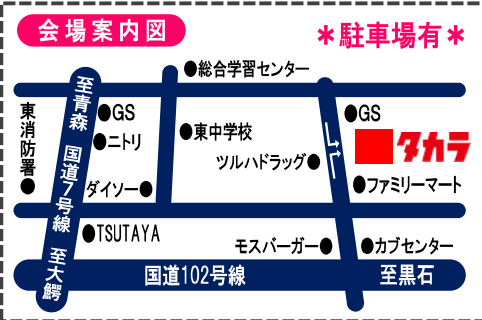 会場案内図
＊駐車場有＊
●総合学習センター
東消防署●
至青森 国道7号線 至大鰐
●GS
●ニトリ
●東中学校
●GS
タカラ
ツルハドラッグ●
ダイソー●
●ファミリーマート
●TSUTAYA
モスバーガー●
●カブセンター
国道102号線
至黒石